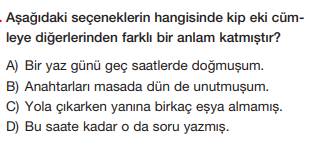 . Aşağıdaki seçeneklerin hangisinde kip eki cüm-
leye diğerlerinden farklı bir anlam katmıştır?
A) Bir yaz günü geç saatlerde doğmuşum.
B) Anahtarları masada dün de unutmuşum.
C) Yola çıkarken yanına birkaç eşya almamış.
D) Bu saate kadar o da soru yazmış.